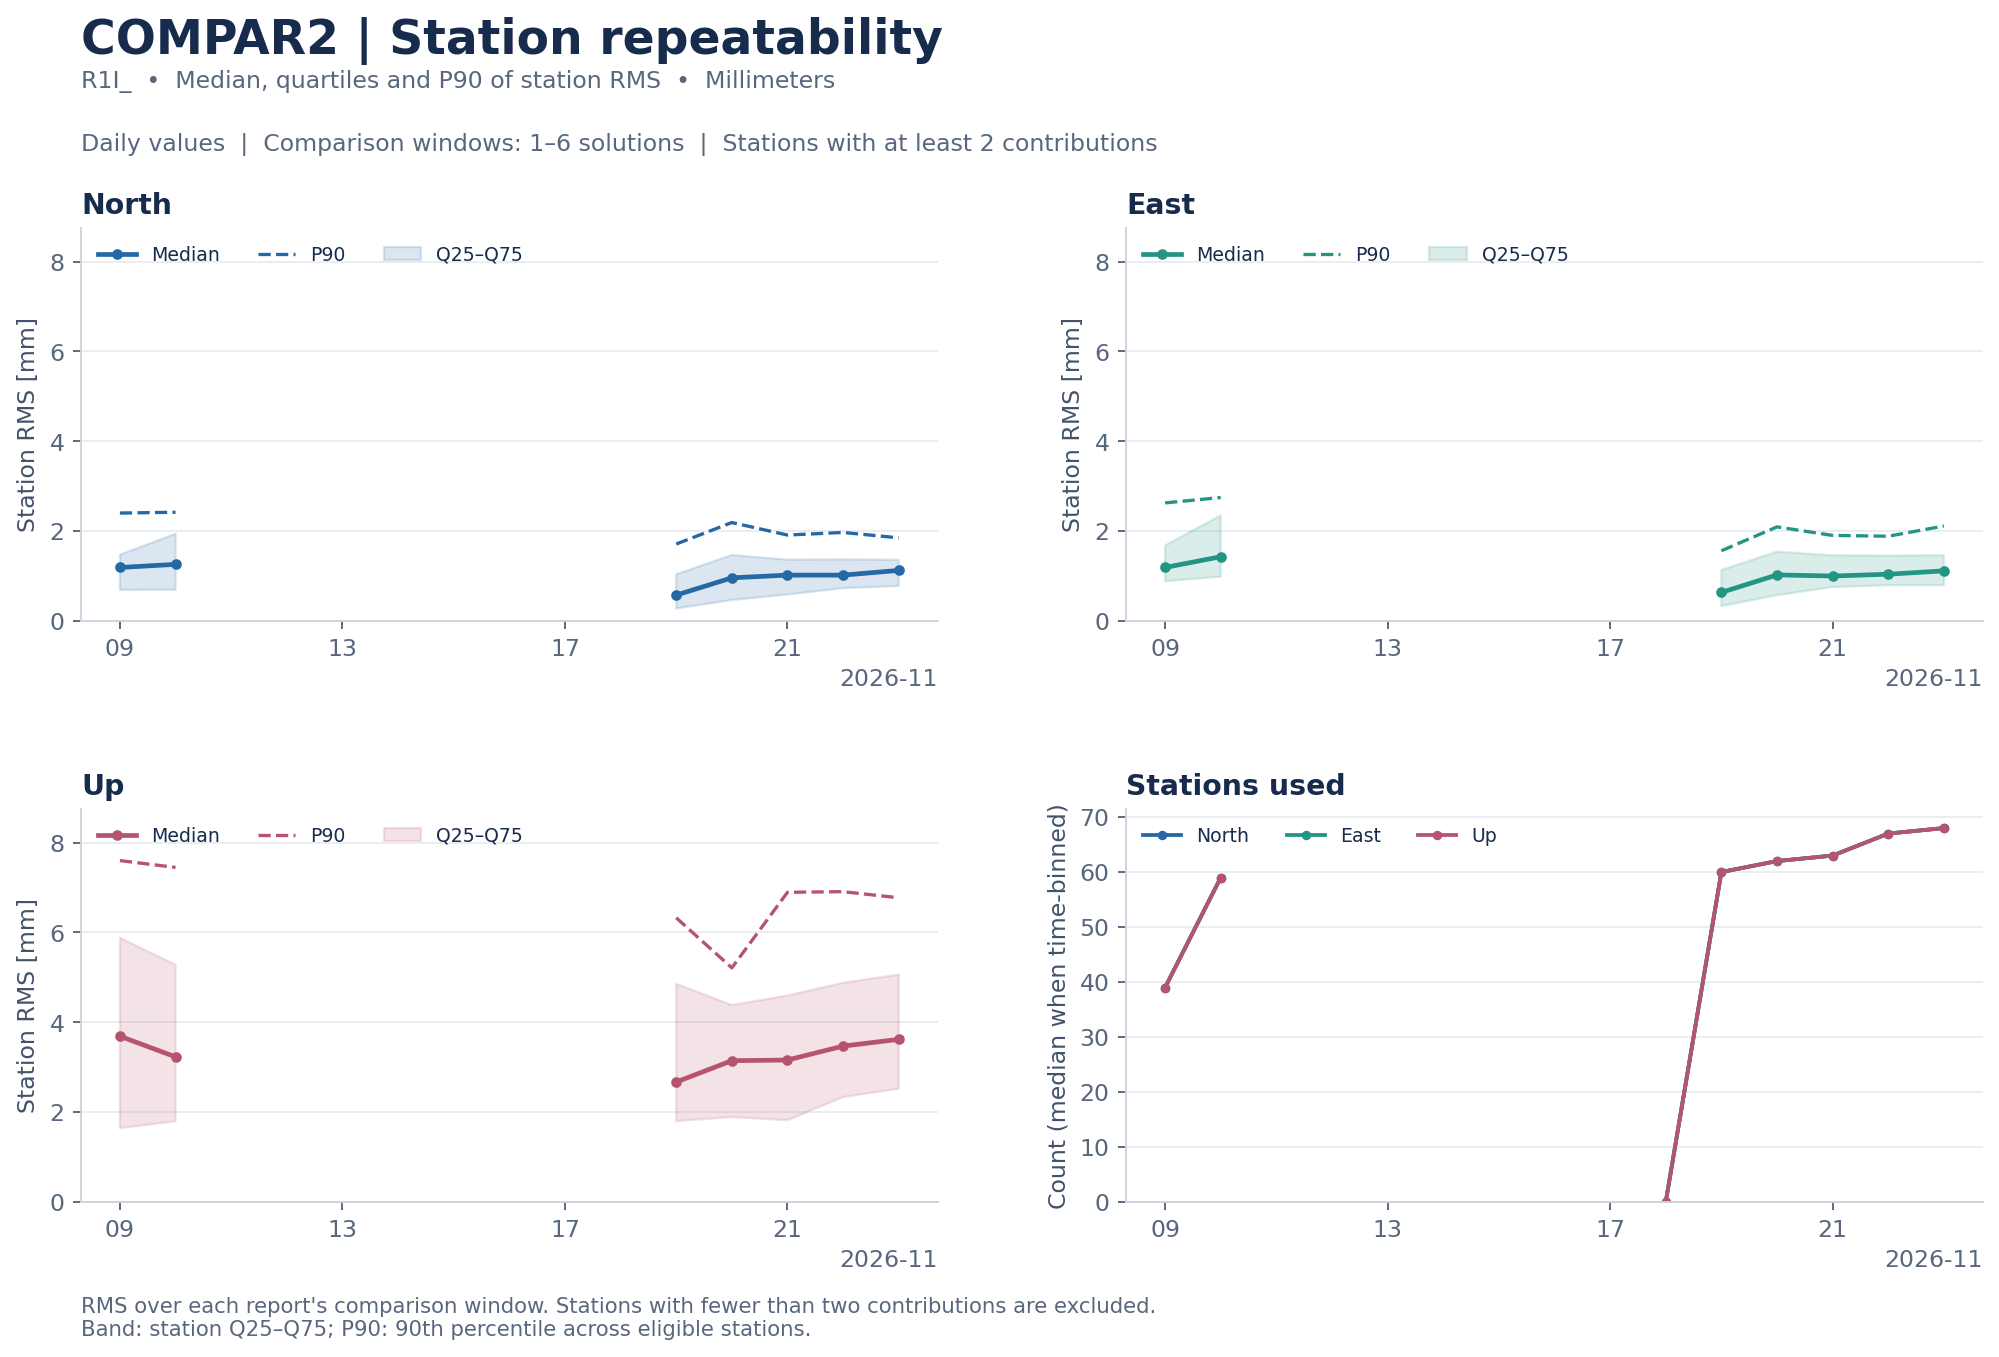 COMPAR2 | Station repeatability
R1I_ • Median, quartiles and P90 of station RMS • Millimeters
Daily values | Comparison windows: 1–6 solutions | Stations with at least 2 contributions
North
Median P90 Q25–Q75
Station RMS [mm]
8
6
4
2
0
09 13 17 21
2026-11
East
Median P90 Q25–Q75
Station RMS [mm]
8
6
4
2
0
09 13 17 21
2026-11
Up
Median P90 Q25–Q75
Station RMS [mm]
8
6
4
2
0
09 13 17 21
2026-11
Stations used
North East Up
Count (median when time-binned)
70
60
50
40
30
20
10
0
09 13 17 21
2026-11
RMS over each report's comparison window. Stations with fewer than two contributions are excluded.
Band: station Q25–Q75; P90: 90th percentile across eligible stations.